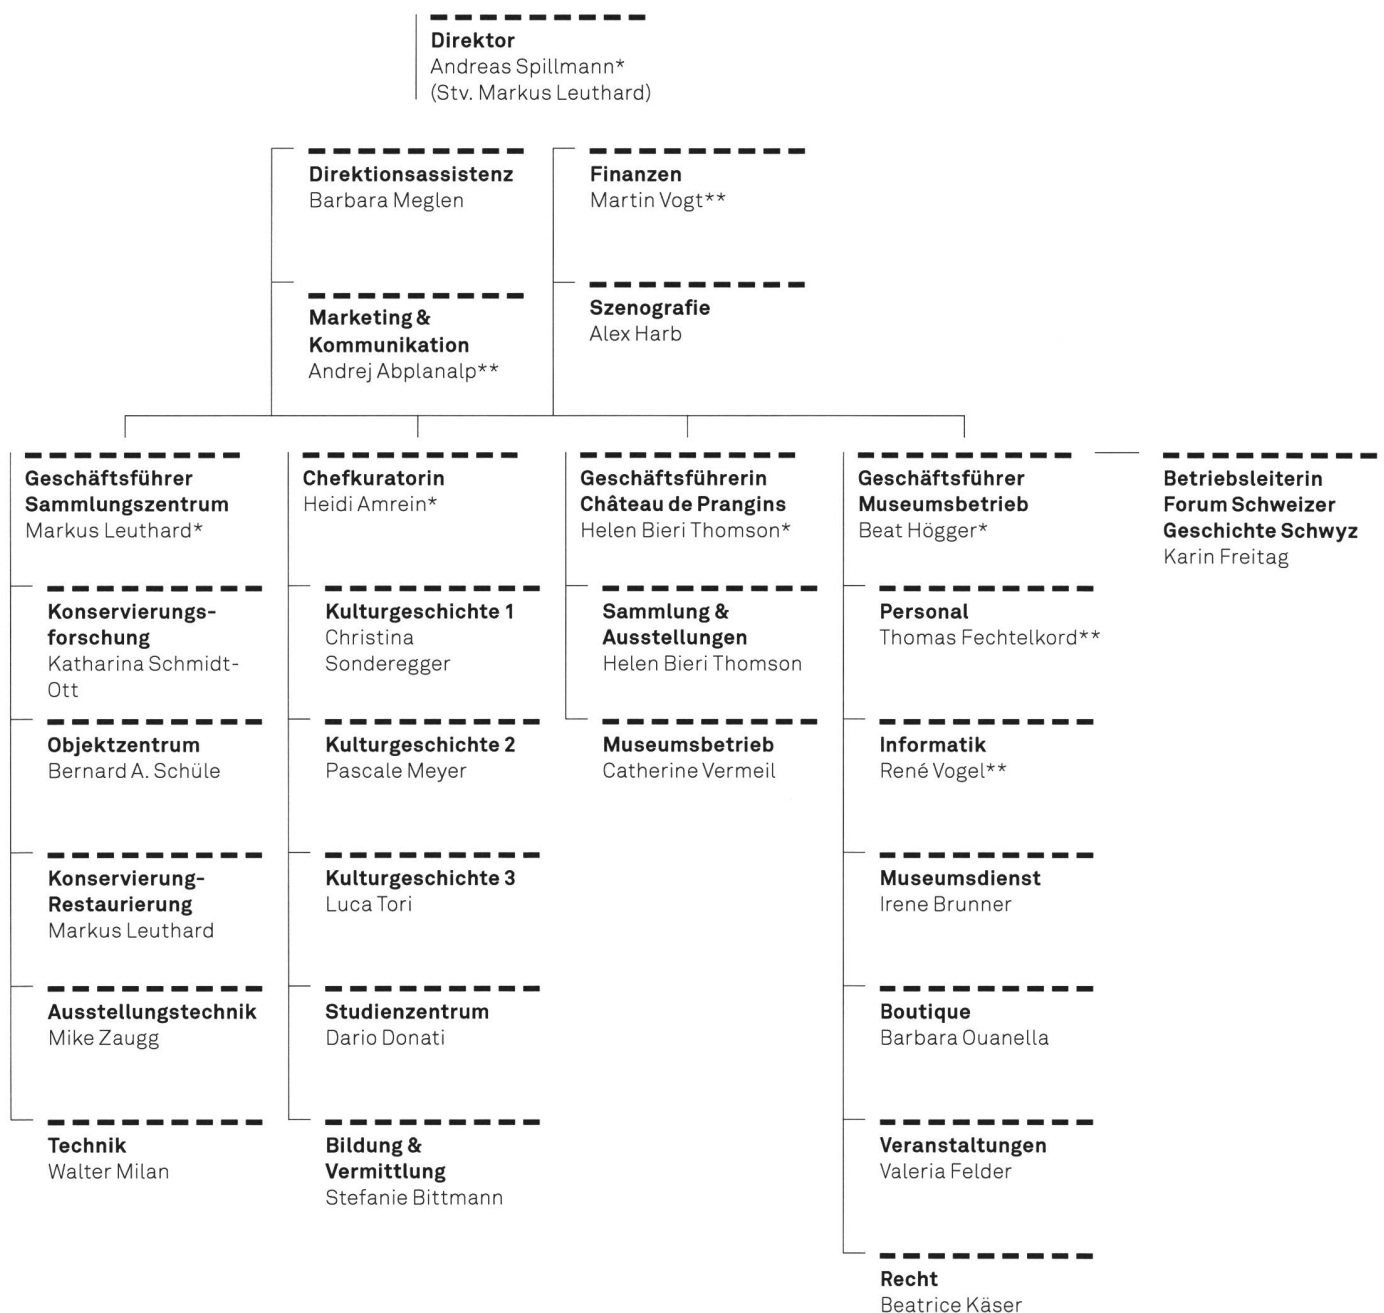 Direktor
Andreas Spillmann*
(Stv. Markus Leuthard)
Direktionsassistenz
Barbara Meglen
Finanzen
Martin Vogt**
Marketing &
Kommunikation
Andrej Abplanalp**
Szenografie
Alex Harb
Geschäftsführer
Sammlungszentrum
Markus Leuthard*
Konservierungs-
forschung
Katharina Schmidt-
Ott
Objektzentrum
Bernard A. Schüle
Konservierung-
Restaurierung
Markus Leuthard
Ausstellungstechnik
Mike Zaugg
Technik
Walter Milan
Chefkuratorin
Heidi Amrein*
Kulturgeschichte 1
Christina
Sonderegger
Kulturgeschichte 2
Pascale Meyer
Kulturgeschichte 3
Luca Tori
Studienzentrum
Dario Donati
Bildung &
Vermittlung
Stefanie Bittmann
Geschäftsführerin
Château de Prangins
Helen Bieri Thomson*
Sammlung &
Ausstellungen
Helen Bieri Thomson
Museumsbetrieb
Catherine Vermeil
Geschäftsführer
Museumsbetrieb
Beat Högger*
Personal
Thomas Fechtelkord**
Informatik
René Vogel**
Museumsdienst
Irene Brunner
Boutique
Barbara Ouanella
Veranstaltungen
Valeria Felder
Recht
Beatrice Käser
Betriebsleiterin
Forum Schweizer
Geschichte Schwyz
Karin Freitag